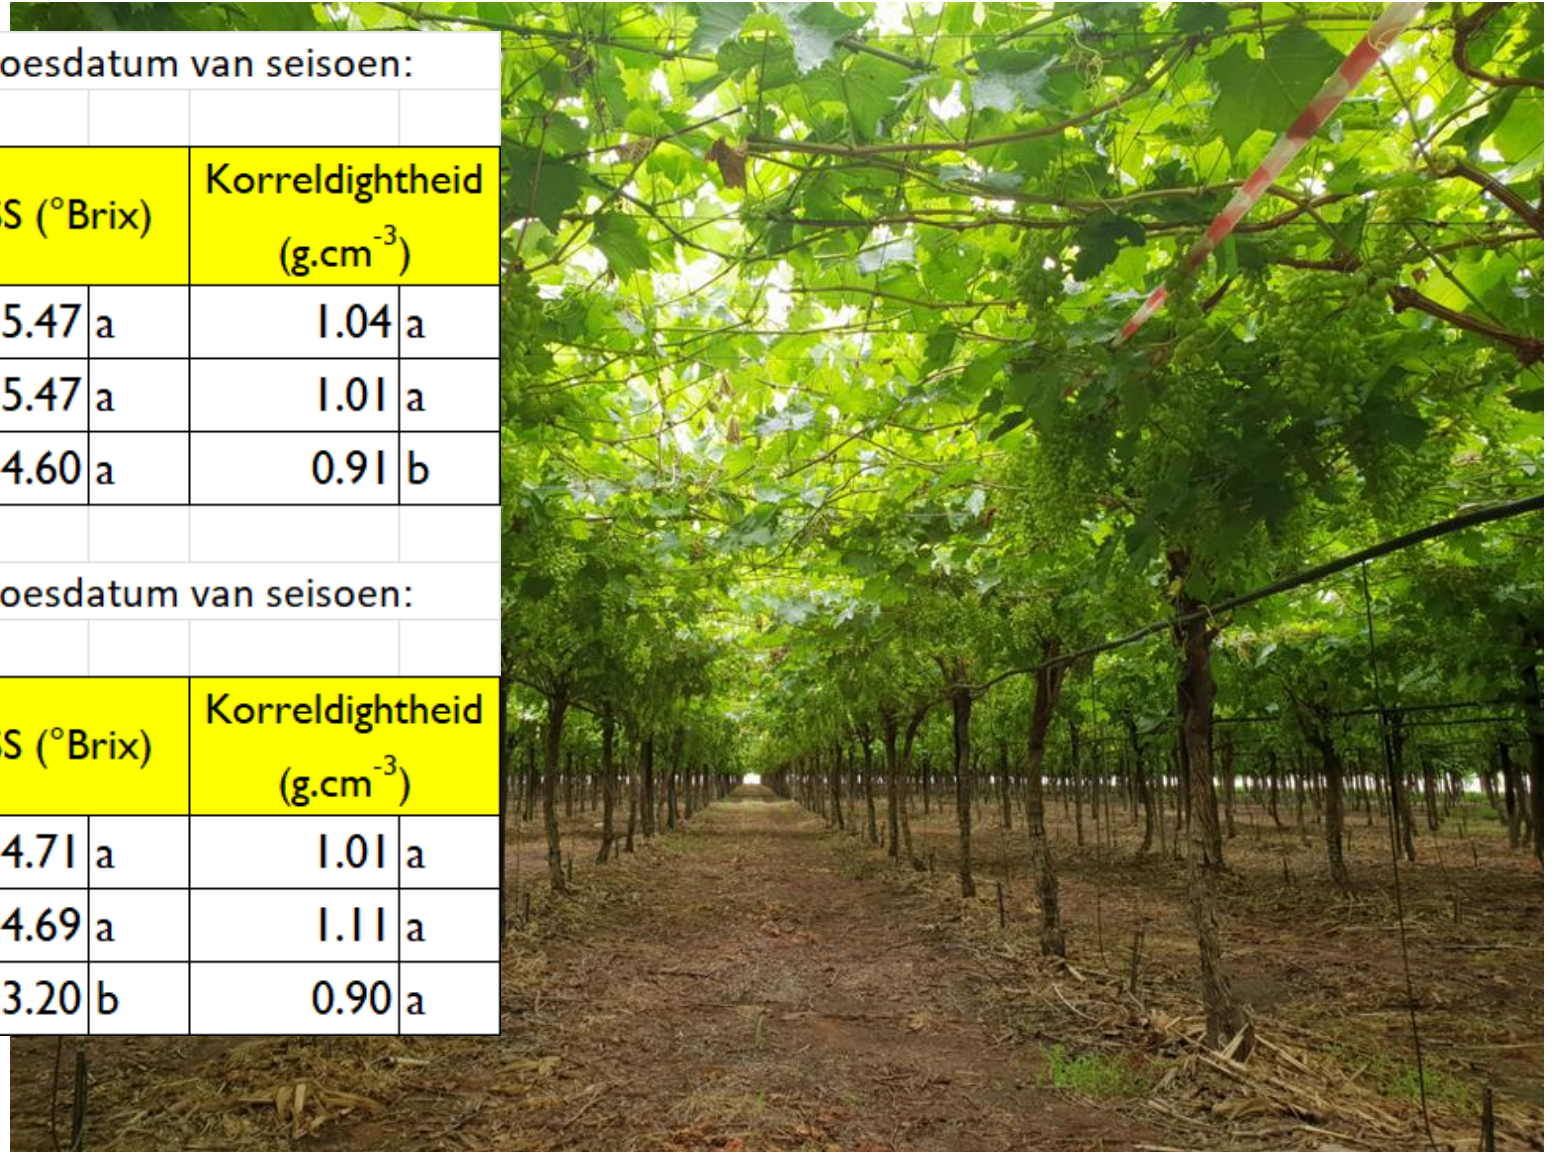 oesdatum van seisoen:
SS (°Brix) Korreldightheid
(g.cm⁻³)
5.47 a 1.04 a
5.47 a 1.01 a
4.60 a 0.91 b
oesdatum van seisoen:
SS (°Brix) Korreldightheid
(g.cm⁻³)
4.71 a 1.01 a
4.69 a 1.11 a
3.20 b 0.90 a